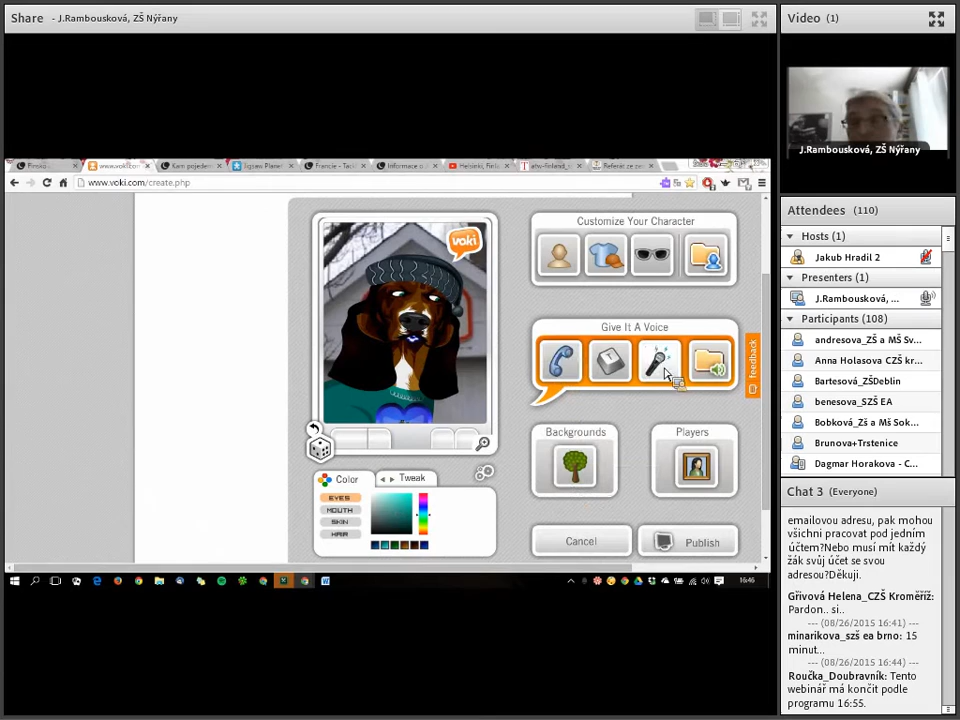 Share - J.Rambousková, ZŠ Nýřany
Video (1)
J.Rambousková, ZŠ Nýřany
www.voki.com/create.php
voki
Customize Your Character
Give It A Voice
feedback
Backgrounds
Players
Color
Tweak
EYES
MOUTH
SKIN
HAIR
Cancel
Publish
16:46
Attendees (110)
Hosts (1)
Jakub Hradil 2
Presenters (1)
J.Rambousková, ...
Participants (108)
andresova_ZŠ a MŠ Sv...
Anna Holasova CZŠ kr...
Bartesová_ZŠDeblin
benesova_SZŠ EA
Bobková_Zš a Mš Sok...
Brunova+Trstenice
Dagmar Horakova - C...
Chat 3 (Everyone)
emailovou adresu, pak mohou
všichni pracovat pod jedním
účtem?Nebo musí mít každý
žák svůj účet se svou
adresou?Děkuji.
Gřivová Helena_CZŠ Kroměříž:
Pardon.. si..
--- (08/26/2015 16:41) ---
minarikova_szš ea brno: 15
minut...
--- (08/26/2015 16:44) ---
Roučka_Doubravník: Tento
webinář má končit podle
programu 16:55.